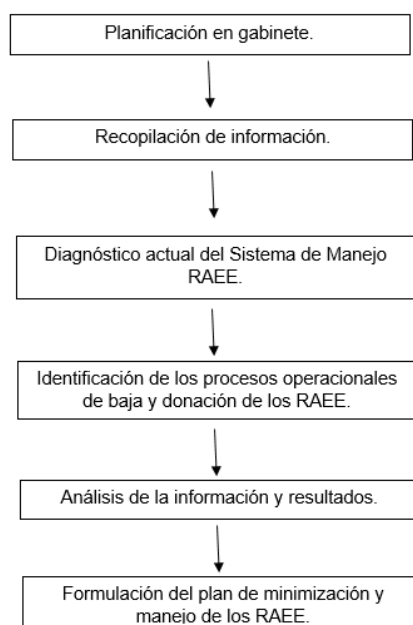 Planificación en gabinete.
Recopilación de información.
Diagnóstico actual del Sistema de Manejo
RAEE.
Identificación de los procesos operacionales
de baja y donación de los RAEE.
Análisis de la información y resultados.
Formulación del plan de minimización y
manejo de los RAEE.